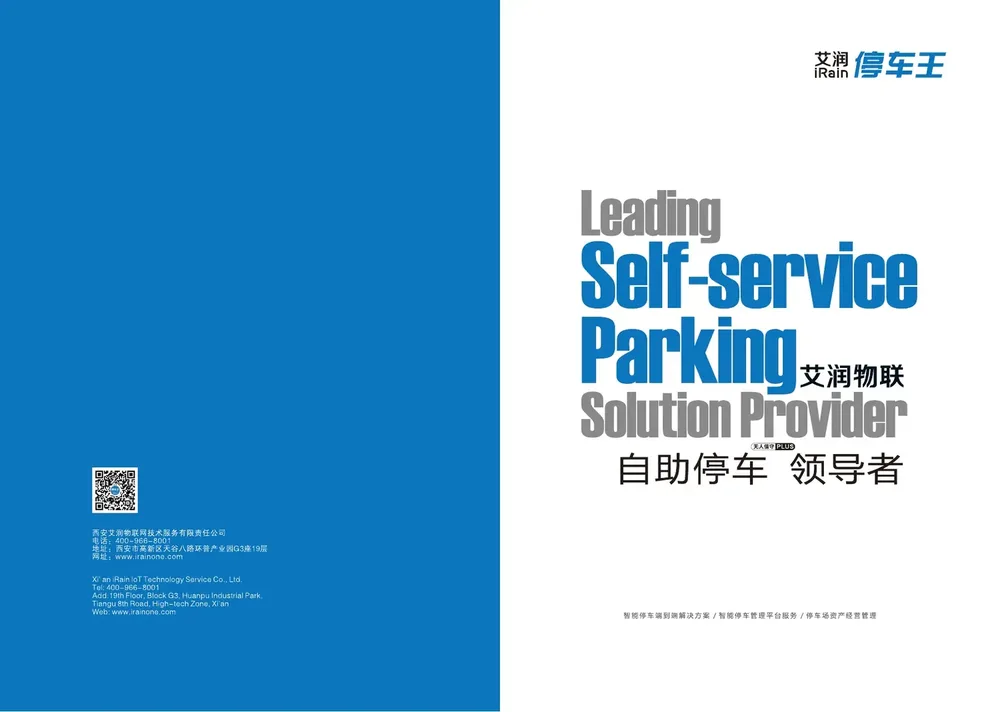 西安艾润物联网技术服务有限责任公司
电话：400-966-8001
地址：西安市高新区天谷八路环普产业园G3座19层
网址：www.irainone.com
Xi'an iRain IoT Technology Service Co., Ltd.
Tel: 400-966-8001
Add: 19th Floor, Block G3, Huanpu Industrial Park,
Tiangu 8th Road, High-tech Zone, Xi'an
Web: www.irainone.com
艾润
iRain 停车王
Leading
Self-service
Parking 艾润物联
Solution Provider
无人值守 PLUS
自助停车 领导者
智能停车端到端解决方案 / 智能停车管理平台服务 / 停车场资产经营管理